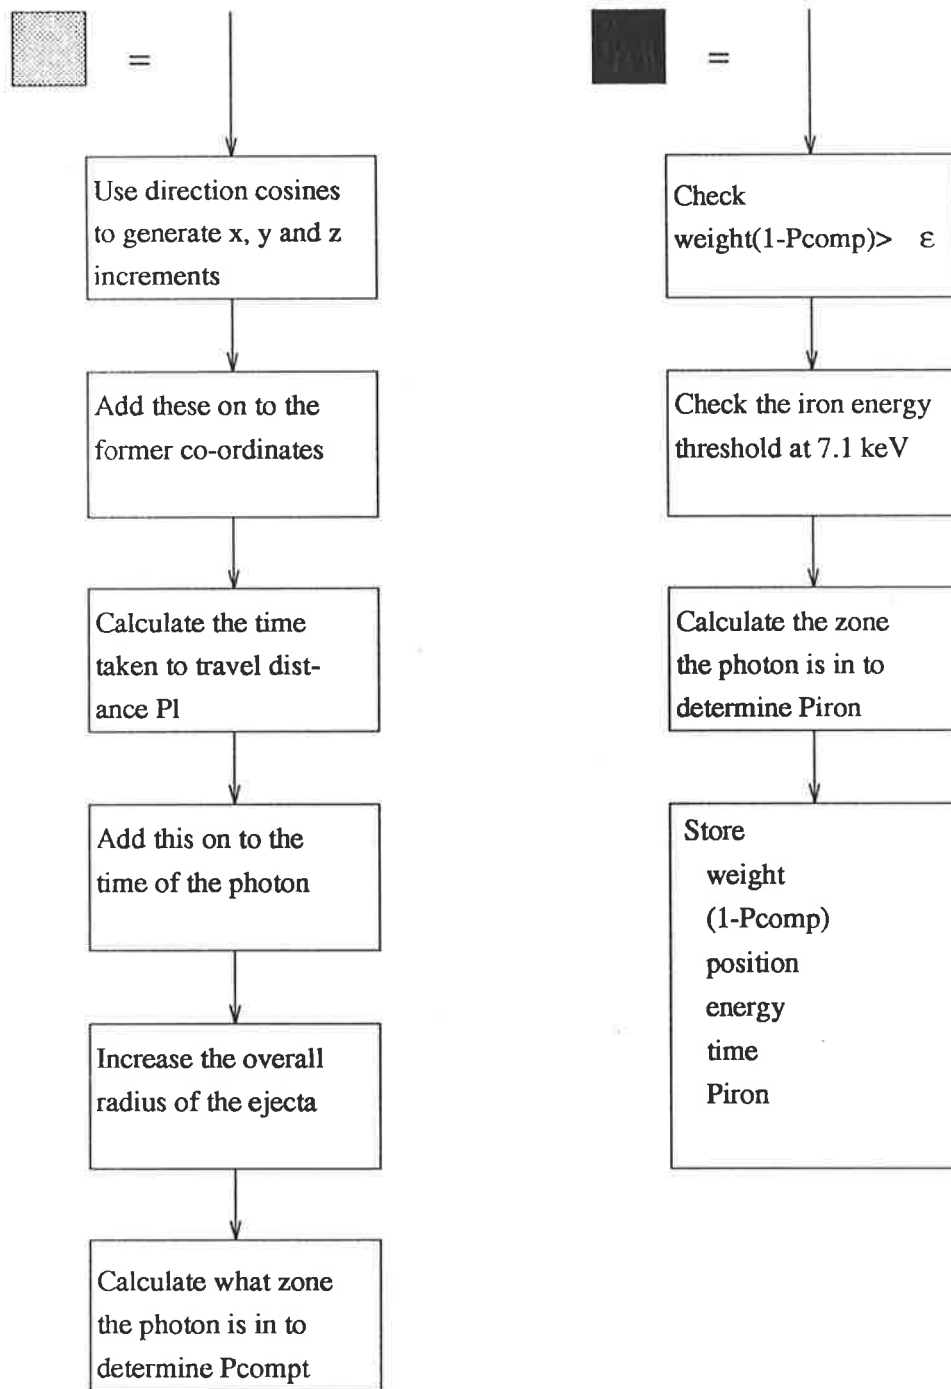 =
Use direction cosines
to generate x, y and z
increments
Add these on to the
former co-ordinates
Calculate the time
taken to travel dist-
ance Pl
Add this on to the
time of the photon
Increase the overall
radius of the ejecta
Calculate what zone
the photon is in to
determine Pcompt
=
Check
weight(1-Pcomp)> ε
Check the iron energy
threshold at 7.1 keV
Calculate the zone
the photon is in to
determine Piron
Store
weight
(1-Pcomp)
position
energy
time
Piron